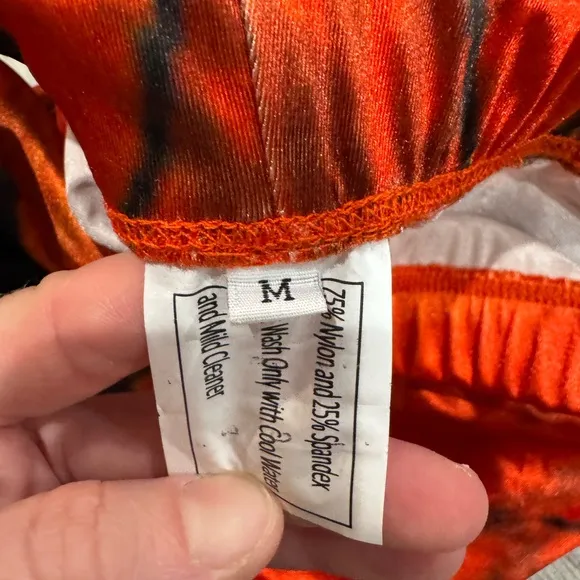 M
75% Nylon and 25% Spandex
Wash Only with Cool Water
and Mild Cleaner